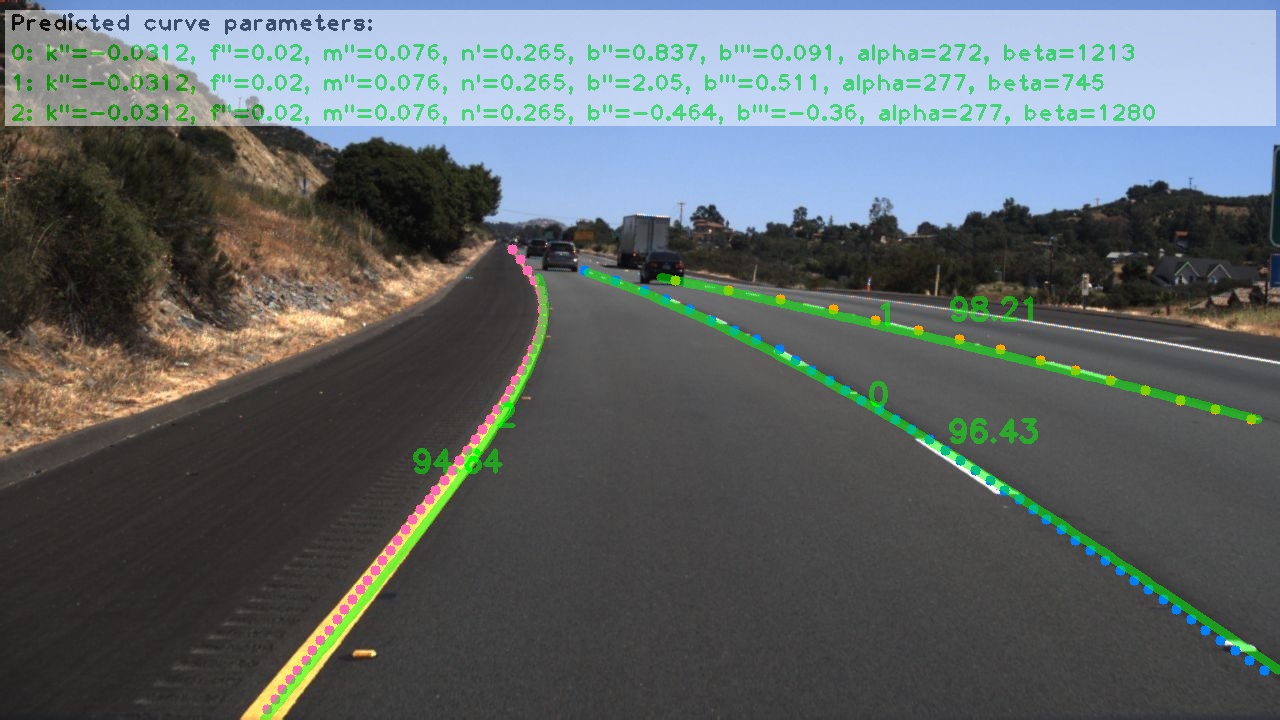 Predicted curve parameters:
0: k''=-0.0312, f''=0.02, m''=0.076, n'=0.265, b''=0.837, b'''=0.091, alpha=272, beta=1213
1: k''=-0.0312, f''=0.02, m''=0.076, n'=0.265, b''=2.05, b'''=0.511, alpha=277, beta=745
2: k''=-0.0312, f''=0.02, m''=0.076, n'=0.265, b''=-0.464, b'''=-0.36, alpha=277, beta=1280
1 98.21
0
96.43
2
94.64